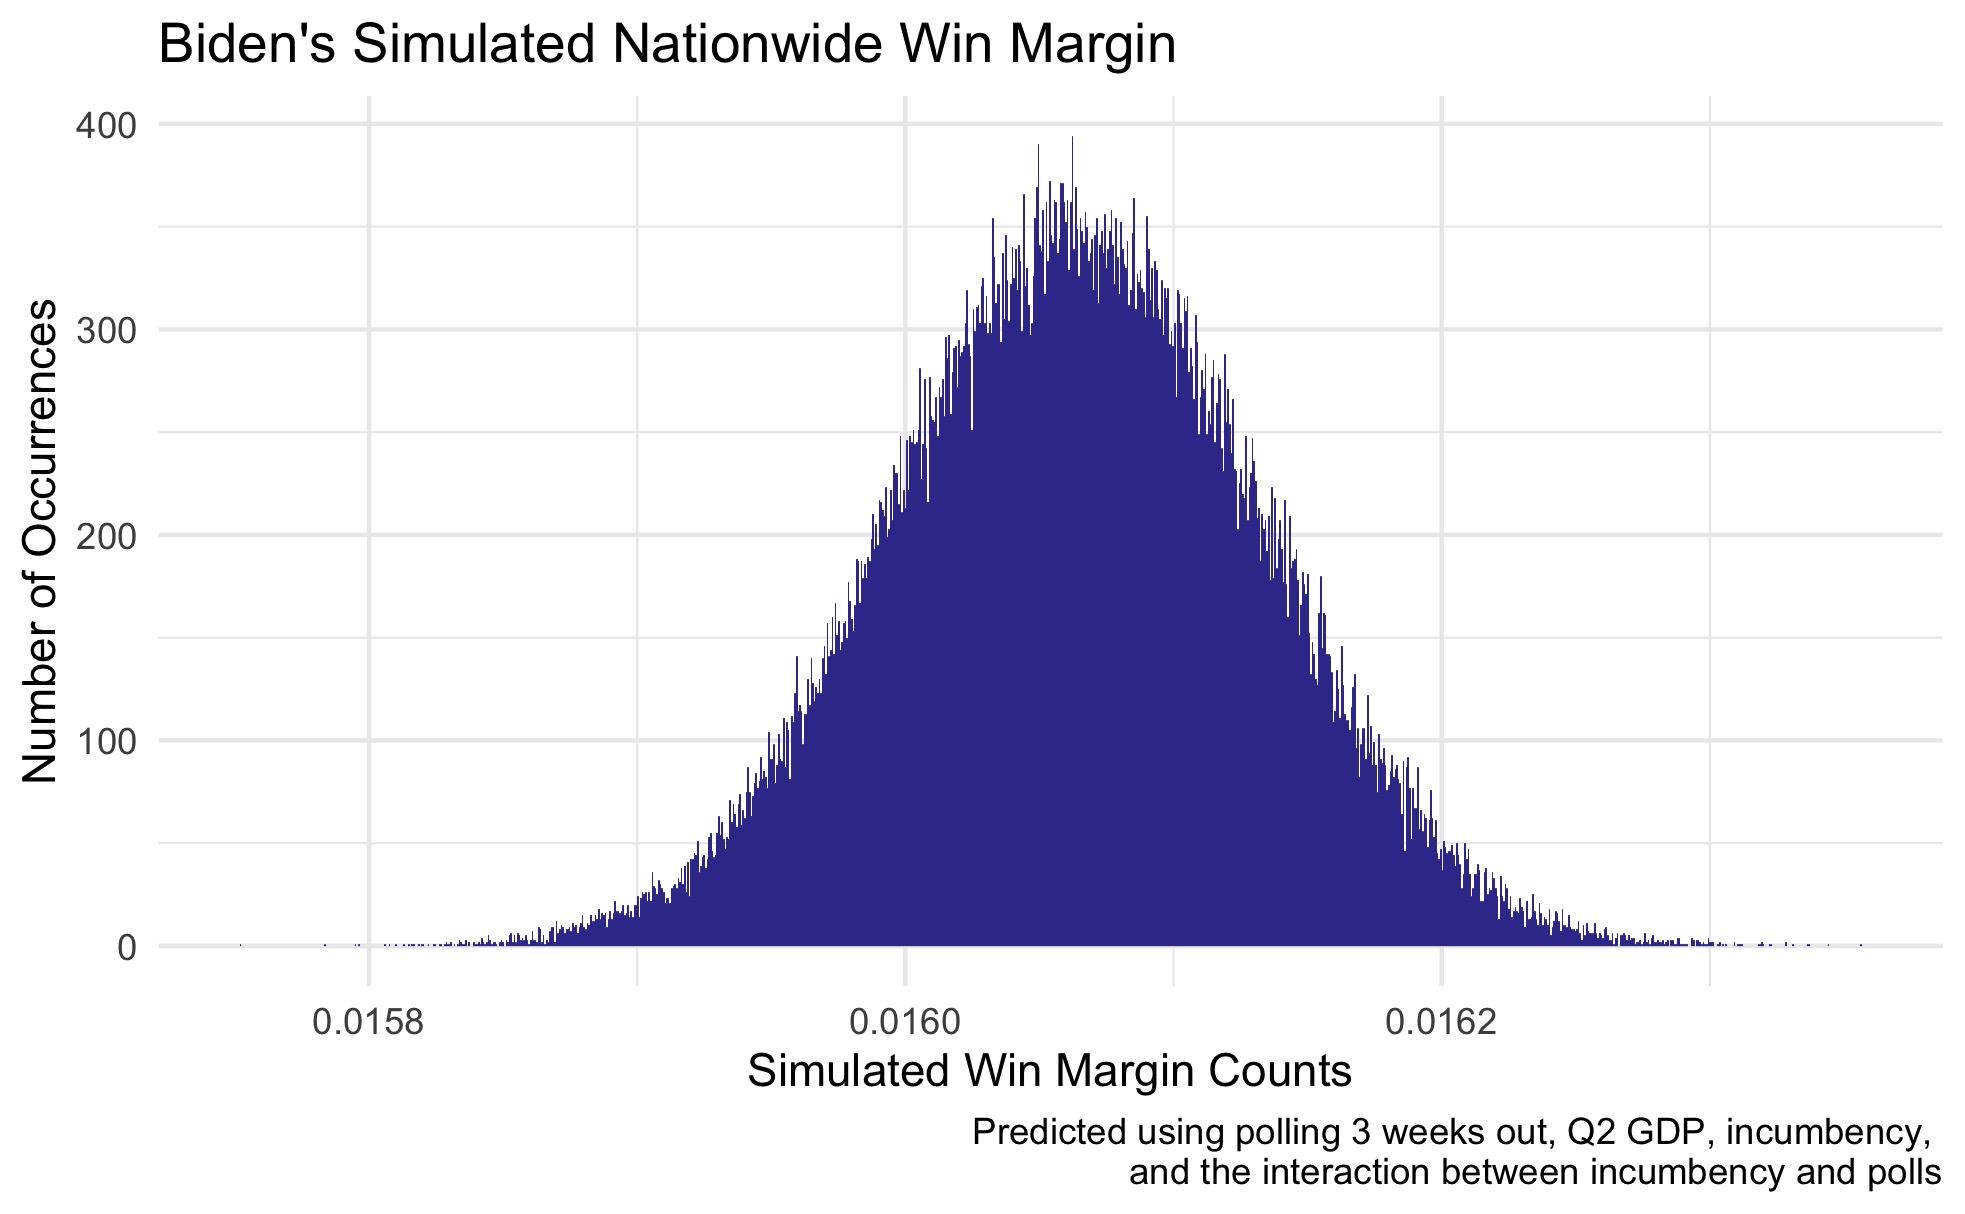 Biden's Simulated Nationwide Win Margin
400
300
200
100
0
Number of Occurrences
0.0158 0.0160 0.0162
Simulated Win Margin Counts
Predicted using polling 3 weeks out, Q2 GDP, incumbency,
and the interaction between incumbency and polls